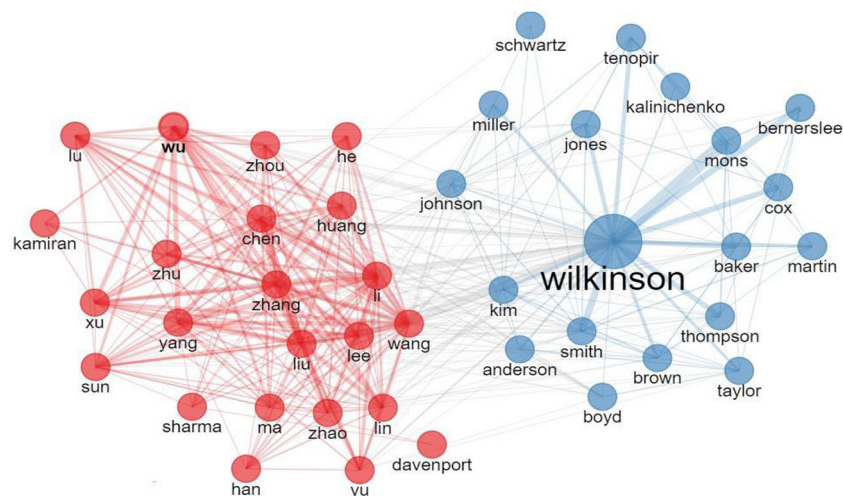 schwartz
tenopir
kalinichenko
bernerslee
miller
jones
mons
lu
wu
zhou
he
johnson
cox
kamiran
chen
huang
zhu
zhang
li
wilkinson
baker
martin
xu
yang
liu
lee
wang
kim
smith
thompson
sun
anderson
brown
taylor
sharma
ma
zhao
lin
boyd
davenport
han
yu